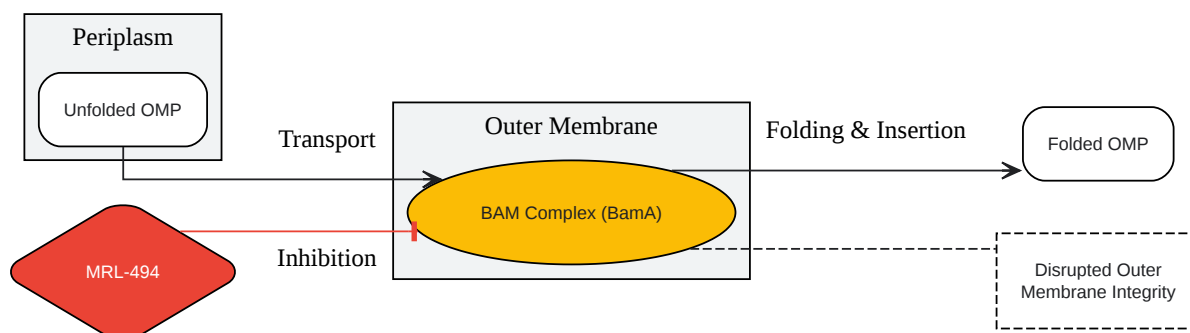 Periplasm
Unfolded OMP
Transport
Outer Membrane
Folding & Insertion
Folded OMP
BAM Complex (BamA)
MRL-494
Inhibition
Disrupted Outer
Membrane Integrity